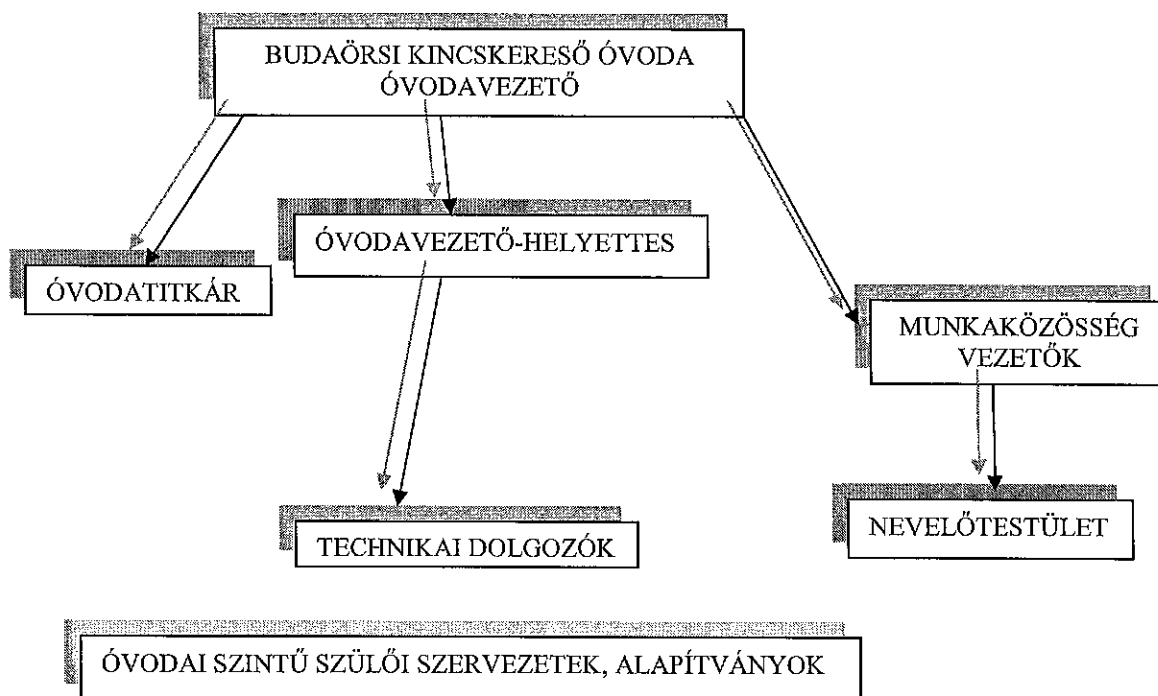 BUDAÖRSI KINCSKERESŐ ÓVODA
ÓVODAVEZETŐ
ÓVODAVEZETŐ-HELYETTES
ÓVODATITKÁR
MUNKAKÖZÖSSÉG
VEZETŐK
NEVELŐTESTÜLET
TECHNIKAI DOLGOZÓK
ÓVODAI SZINTŰ SZÜLŐI SZERVEZETEK, ALAPÍTVÁNYOK